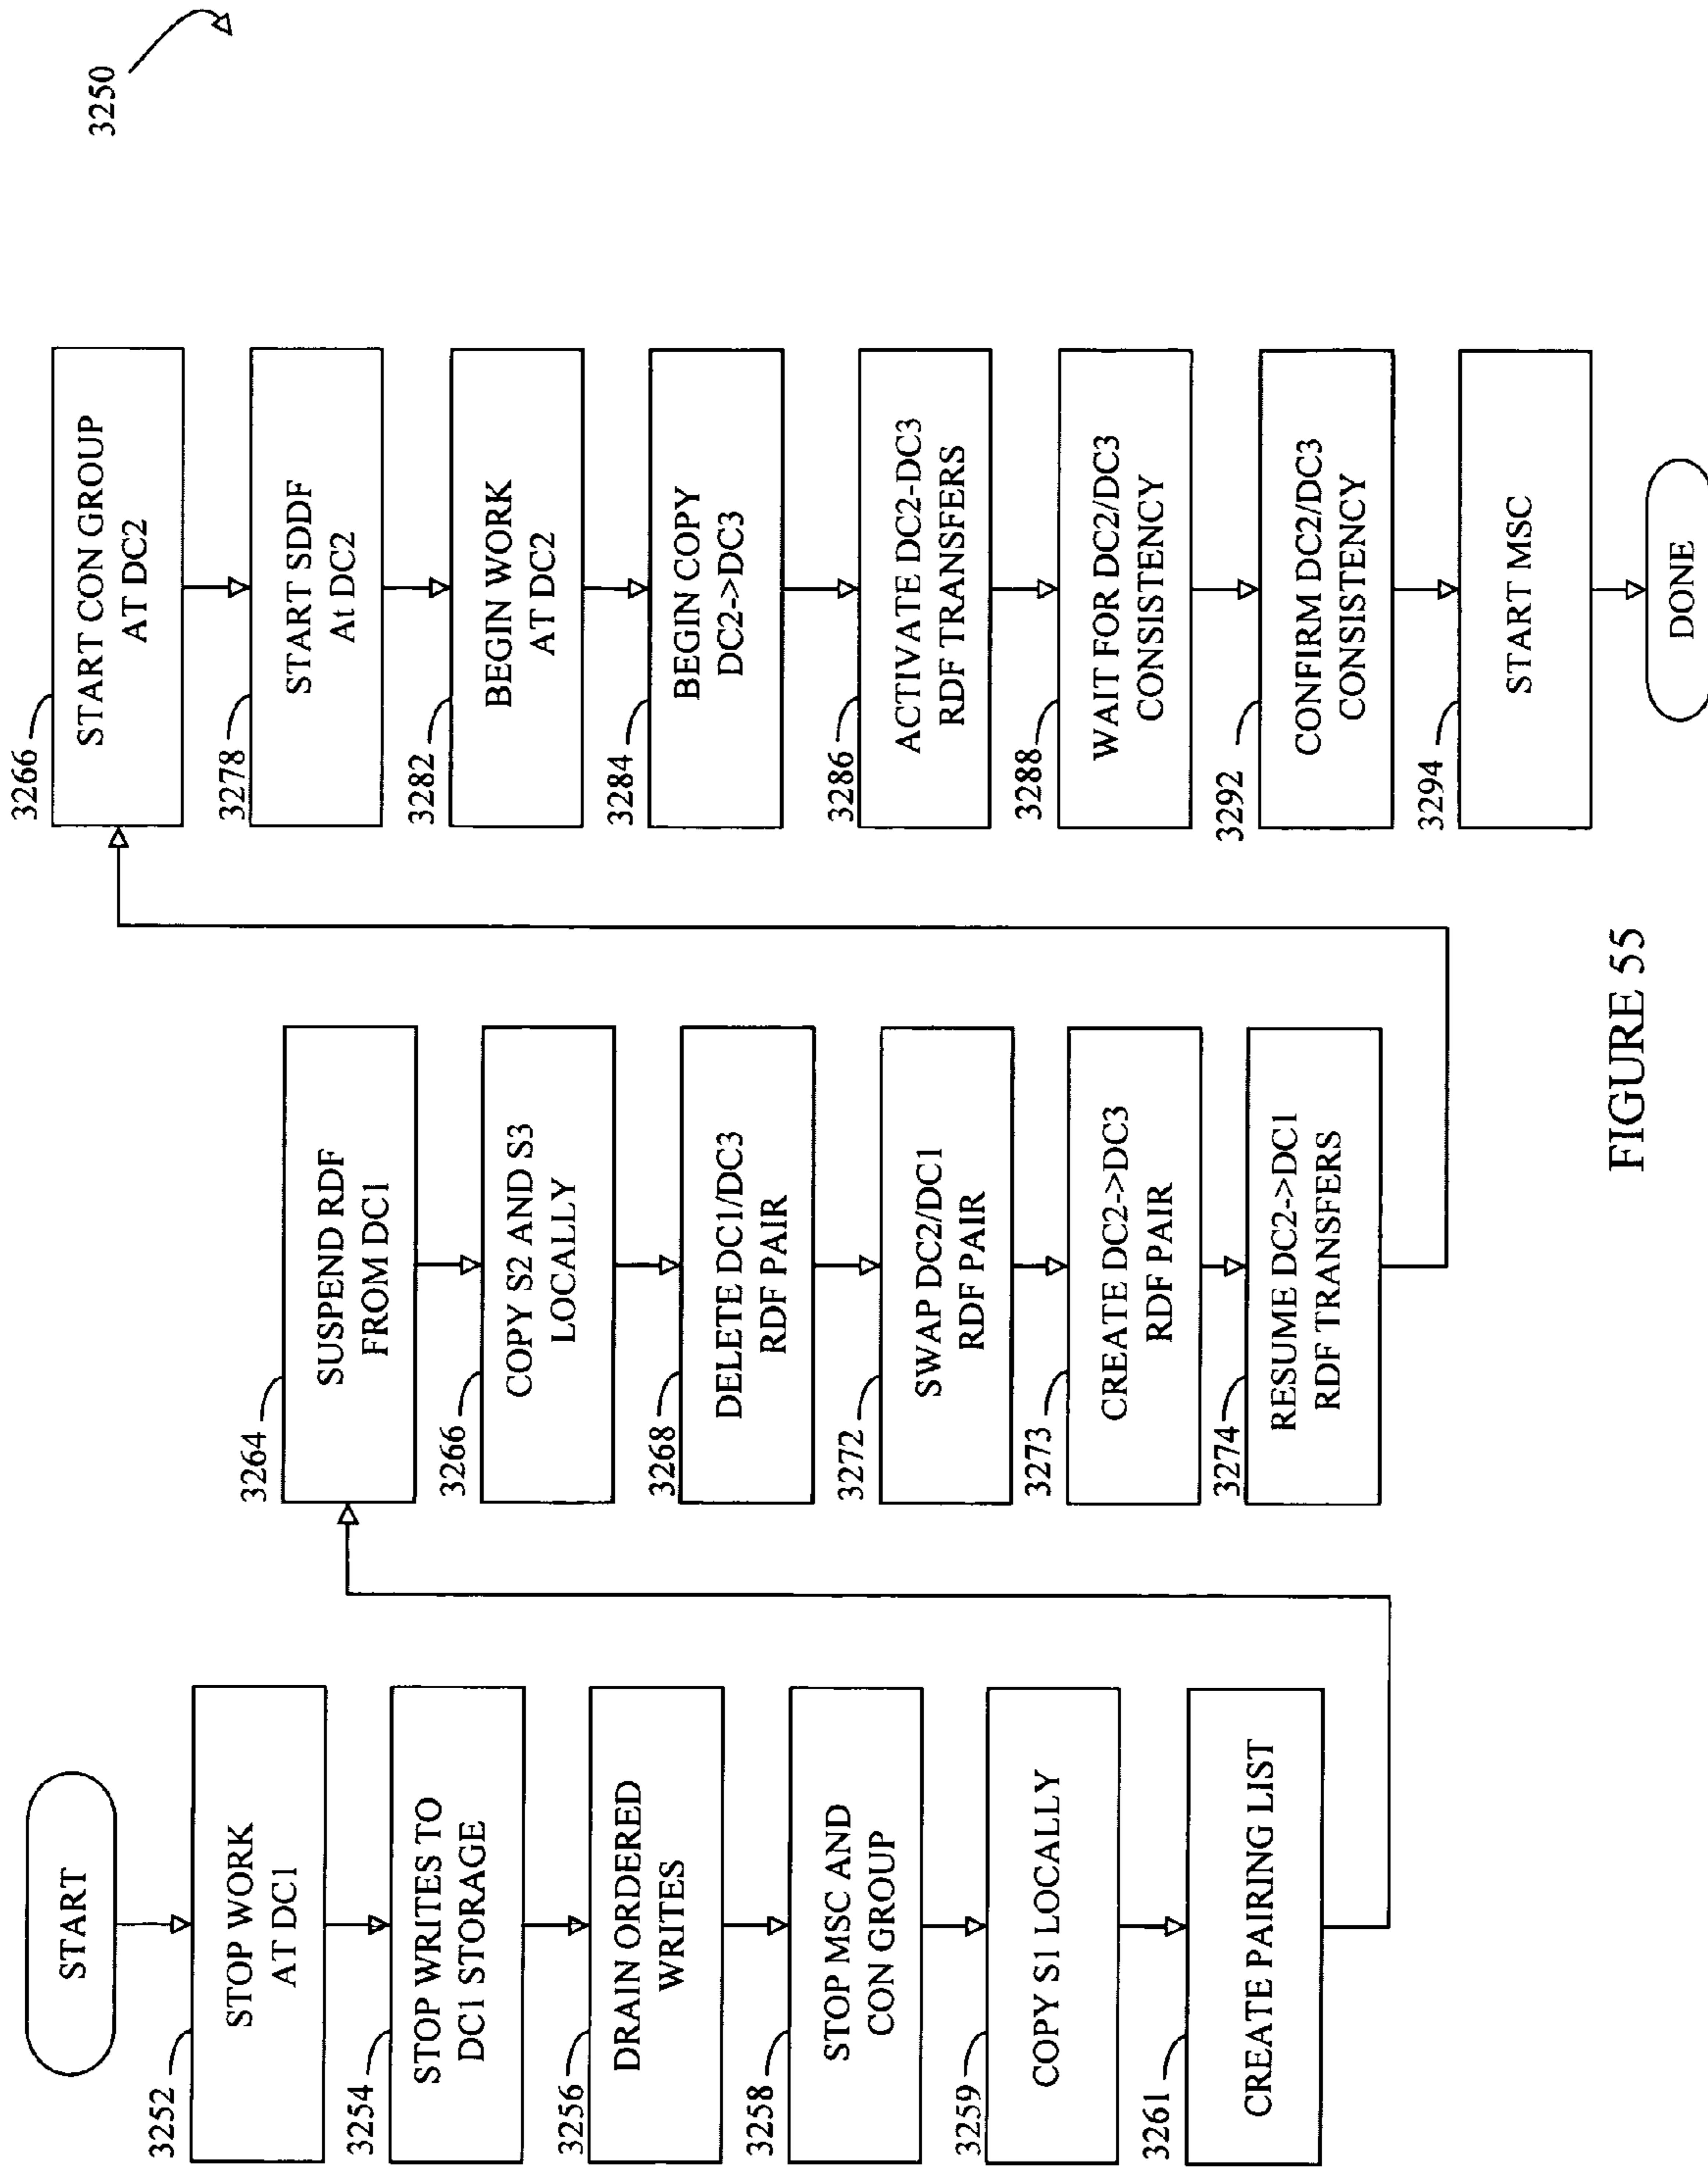 3250
START
3252
STOP WORK
AT DC1
3254
STOP WRITES TO
DC1 STORAGE
3256
DRAIN ORDERED
WRITES
3258
STOP MSC AND
CON GROUP
3259
COPY S1 LOCALLY
3261
CREATE PAIRING LIST
3264
SUSPEND RDF
FROM DC1
3266
COPY S2 AND S3
LOCALLY
3268
DELETE DC1/DC3
RDF PAIR
3272
SWAP DC2/DC1
RDF PAIR
3273
CREATE DC2->DC3
RDF PAIR
3274
RESUME DC2->DC1
RDF TRANSFERS
3266
START CON GROUP
AT DC2
3278
START SDDF
At DC2
3282
BEGIN WORK
AT DC2
3284
BEGIN COPY
DC2->DC3
3286
ACTIVATE DC2-DC3
RDF TRANSFERS
3288
WAIT FOR DC2/DC3
CONSISTENCY
3292
CONFIRM DC2/DC3
CONSISTENCY
3294
START MSC
DONE
FIGURE 55